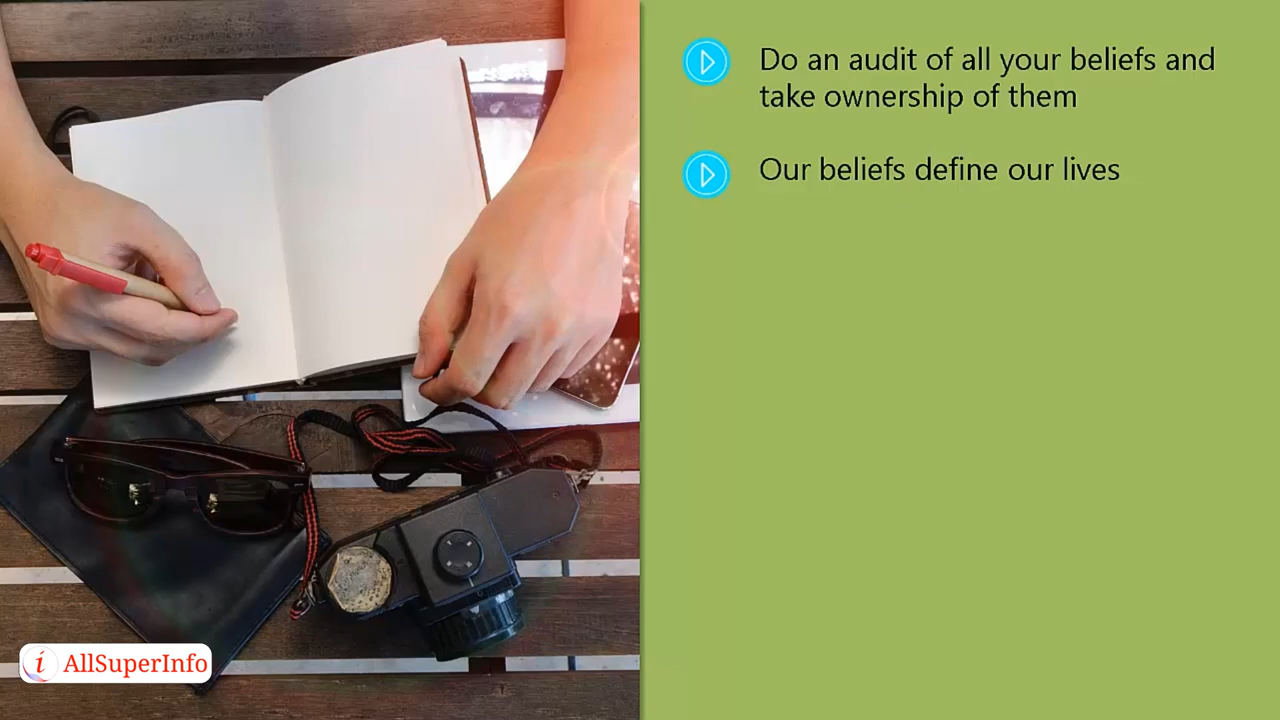 Do an audit of all your beliefs and
take ownership of them
Our beliefs define our lives
i AllSuperInfo